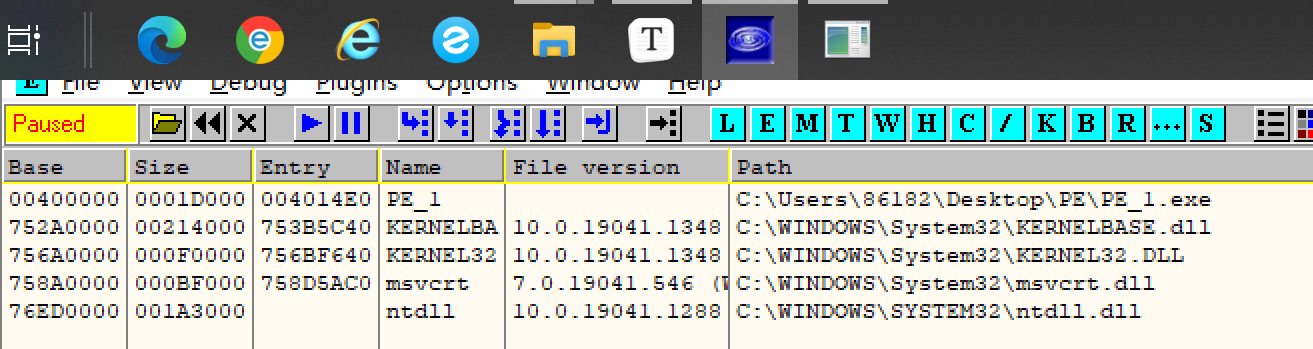 T
File View Debug Plugins Options Window Help
Paused L E M T W H C / K B R ... S
Base Size Entry Name File version Path
00400000 0001D000 004014E0 PE_1 C:\Users\86182\Desktop\PE\PE_1.exe
752A0000 00214000 753B5C40 KERNELBA 10.0.19041.1348 C:\WINDOWS\System32\KERNELBASE.dll
756A0000 000F0000 756BF640 KERNEL32 10.0.19041.1348 C:\WINDOWS\System32\KERNEL32.DLL
758A0000 000BF000 758D5AC0 msvcrt 7.0.19041.546 (W C:\WINDOWS\System32\msvcrt.dll
76ED0000 001A3000 ntdll 10.0.19041.1288 C:\WINDOWS\SYSTEM32\ntdll.dll